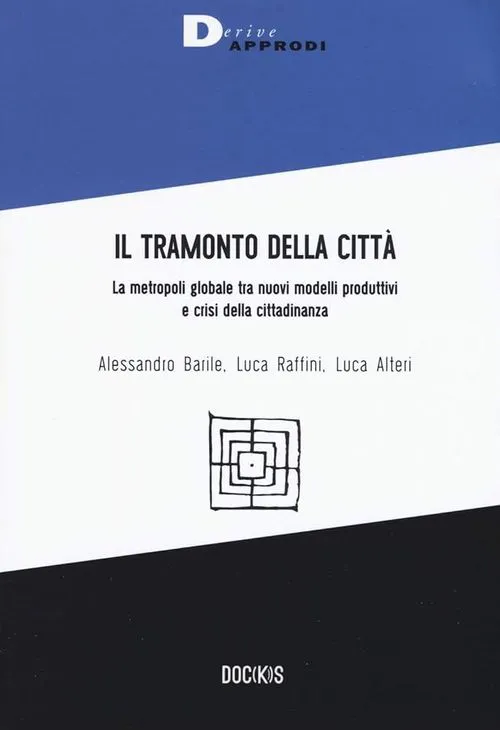 Derive
APPRODI
IL TRAMONTO DELLA CITTÀ
La metropoli globale tra nuovi modelli produttivi
e crisi della cittadinanza
Alessandro Barile, Luca Raffini, Luca Alteri
DOC(K)S